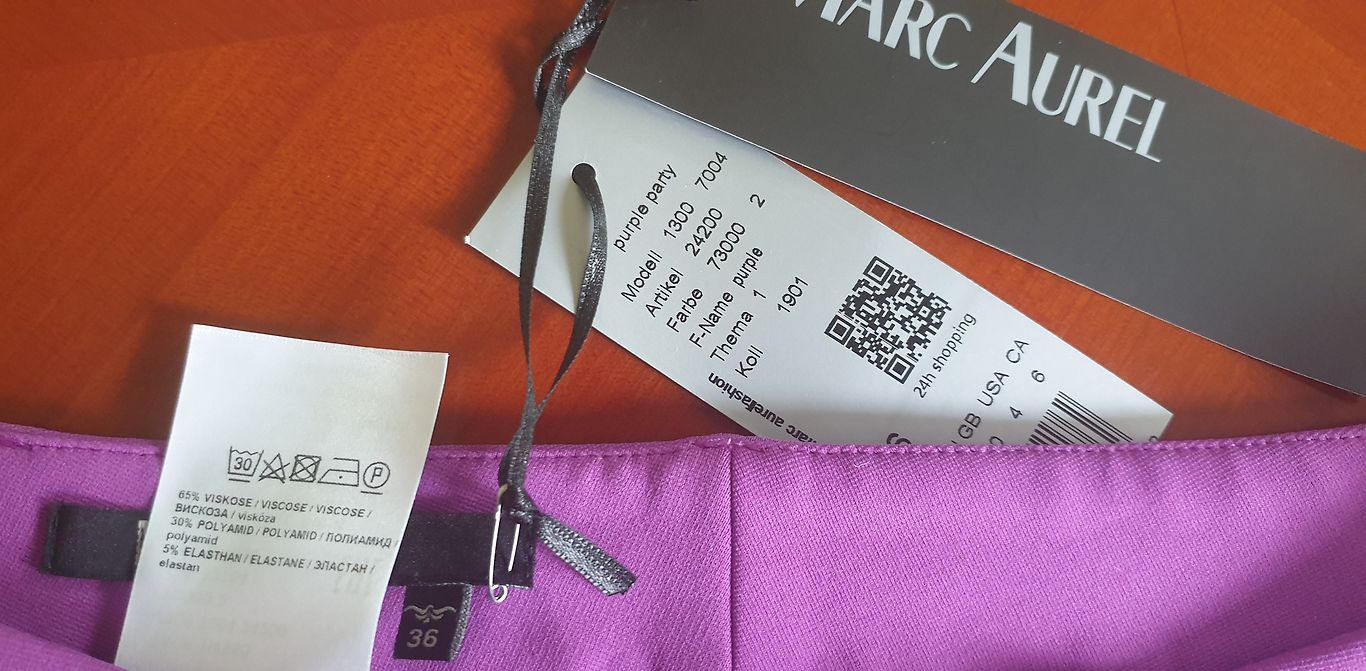 MARC AUREL
purple party
Modell 1300 7004
Artikel 24200
Farbe 73000 2
F-Name purple
Thema 1
Koll 1901
24h shopping
marc aurelfashion
GB USA CA
4 6
30
P
65% VISKOSE / VISCOSE / VISCOSE /
ВИСКОЗА / viskóza
30% POLYAMID / POLYAMID / ПОЛИАМИД /
polyamid
5% ELASTHAN / ELASTANE / ЭЛАСТАН /
elastan
36